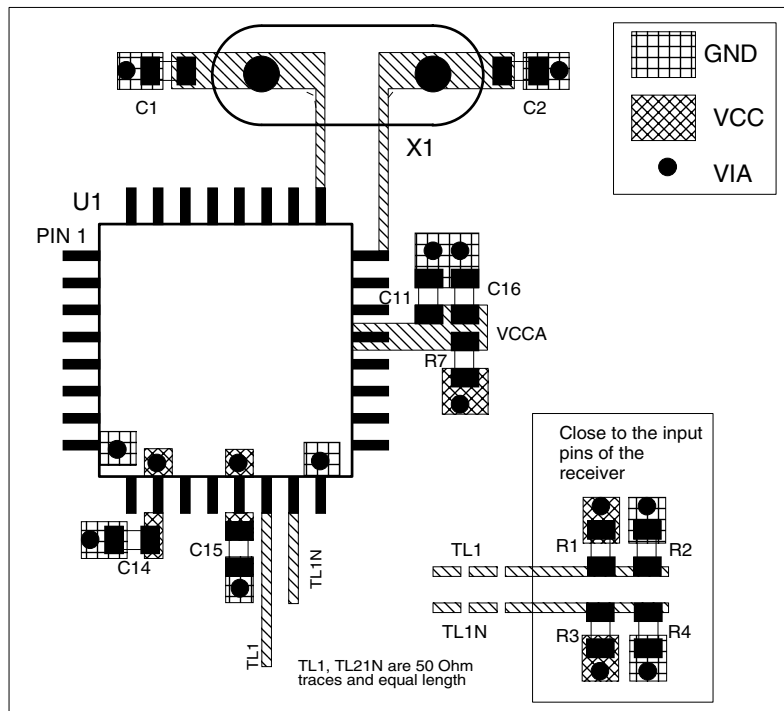 GND
VCC
VIA
C1
C2
X1
U1
PIN 1
C11
C16
VCCA
R7
Close to the input
pins of the
receiver
C14
C15
TL1
TL1N
TL1
TL1N
R1
R2
R3
R4
TL1, TL21N are 50 Ohm
traces and equal length